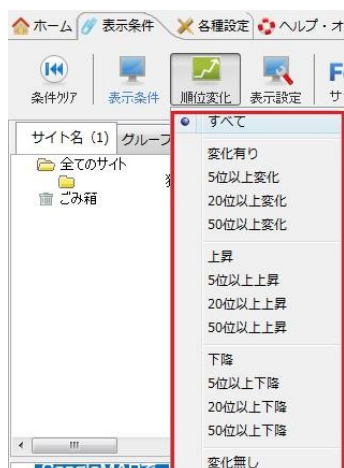 ホーム 表示条件 各種設定 ヘルプ・オ
条件クリア 表示条件 順位変化 表示設定 サ
サイト名 (1) グループ
全てのサイト
ごみ箱
すべて
変化有り
5位以上変化
20位以上変化
50位以上変化
上昇
5位以上上昇
20位以上上昇
50位以上上昇
下降
5位以上下降
20位以上下降
50位以上下降
変化無し